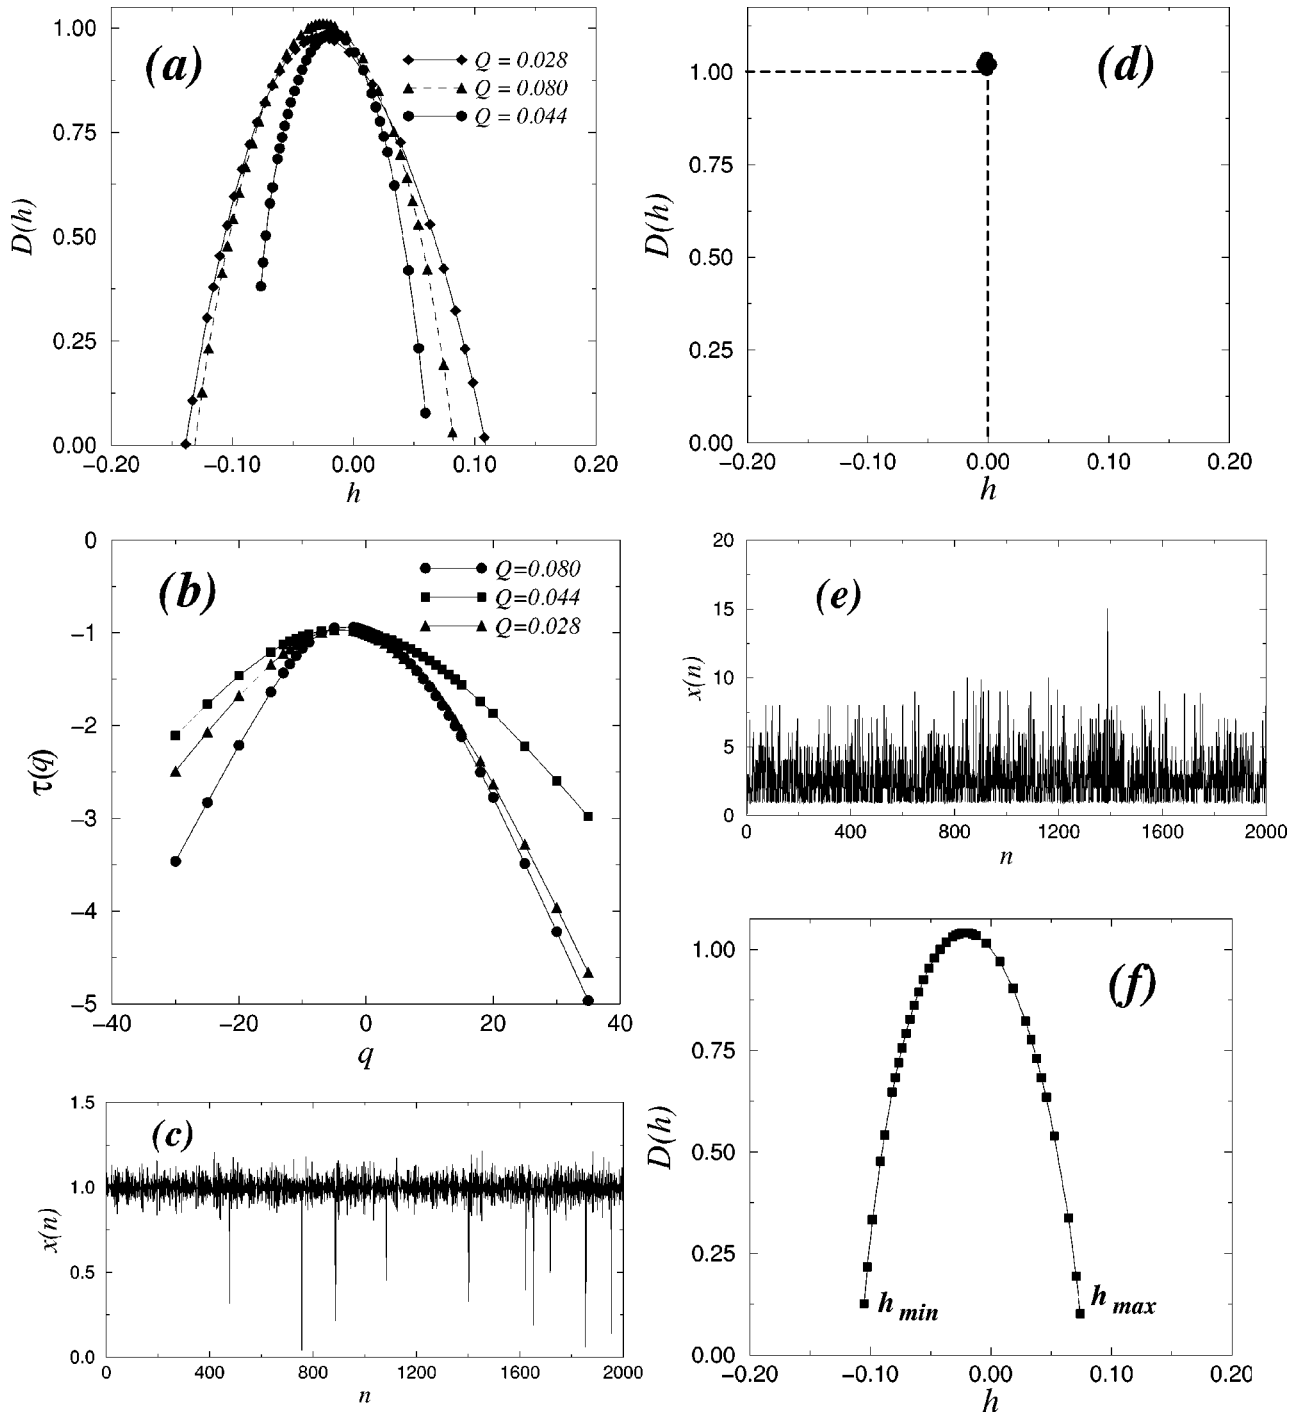 1.00
0.75
0.50
0.25
0.00
D(h)
(a)
Q = 0.028
Q = 0.080
Q = 0.044
−0.20 −0.10 0.00 0.10 0.20
h
1.00
0.75
0.50
0.25
0.00
D(h)
(d)
−0.20 −0.10 0.00 0.10 0.20
h
0
−1
−2
−3
−4
−5
τ(q)
(b)
Q=0.080
Q=0.044
Q=0.028
−40 −20 0 20 40
q
20
15
10
5
0
x(n)
(e)
0 400 800 1200 1600 2000
n
1.5
1.0
0.5
0.0
x(n)
(c)
0 400 800 1200 1600 2000
n
1.00
0.75
0.50
0.25
0.00
D(h)
(f)
h min
h max
−0.20 −0.10 0.00 0.10 0.20
h